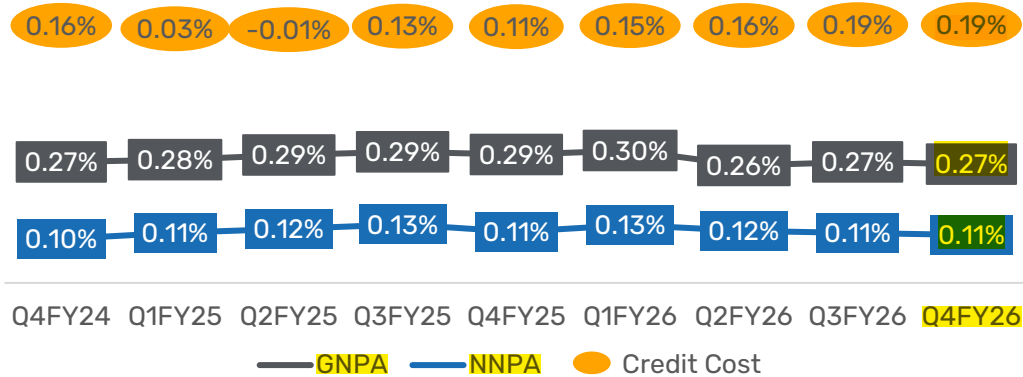 0.16% 0.03% -0.01% 0.13% 0.11% 0.15% 0.16% 0.19% 0.19%
0.27% 0.28% 0.29% 0.29% 0.29% 0.30% 0.26% 0.27% 0.27%
0.10% 0.11% 0.12% 0.13% 0.11% 0.13% 0.12% 0.11% 0.11%
Q4FY24 Q1FY25 Q2FY25 Q3FY25 Q4FY25 Q1FY26 Q2FY26 Q3FY26 Q4FY26
GNPA NNPA Credit Cost